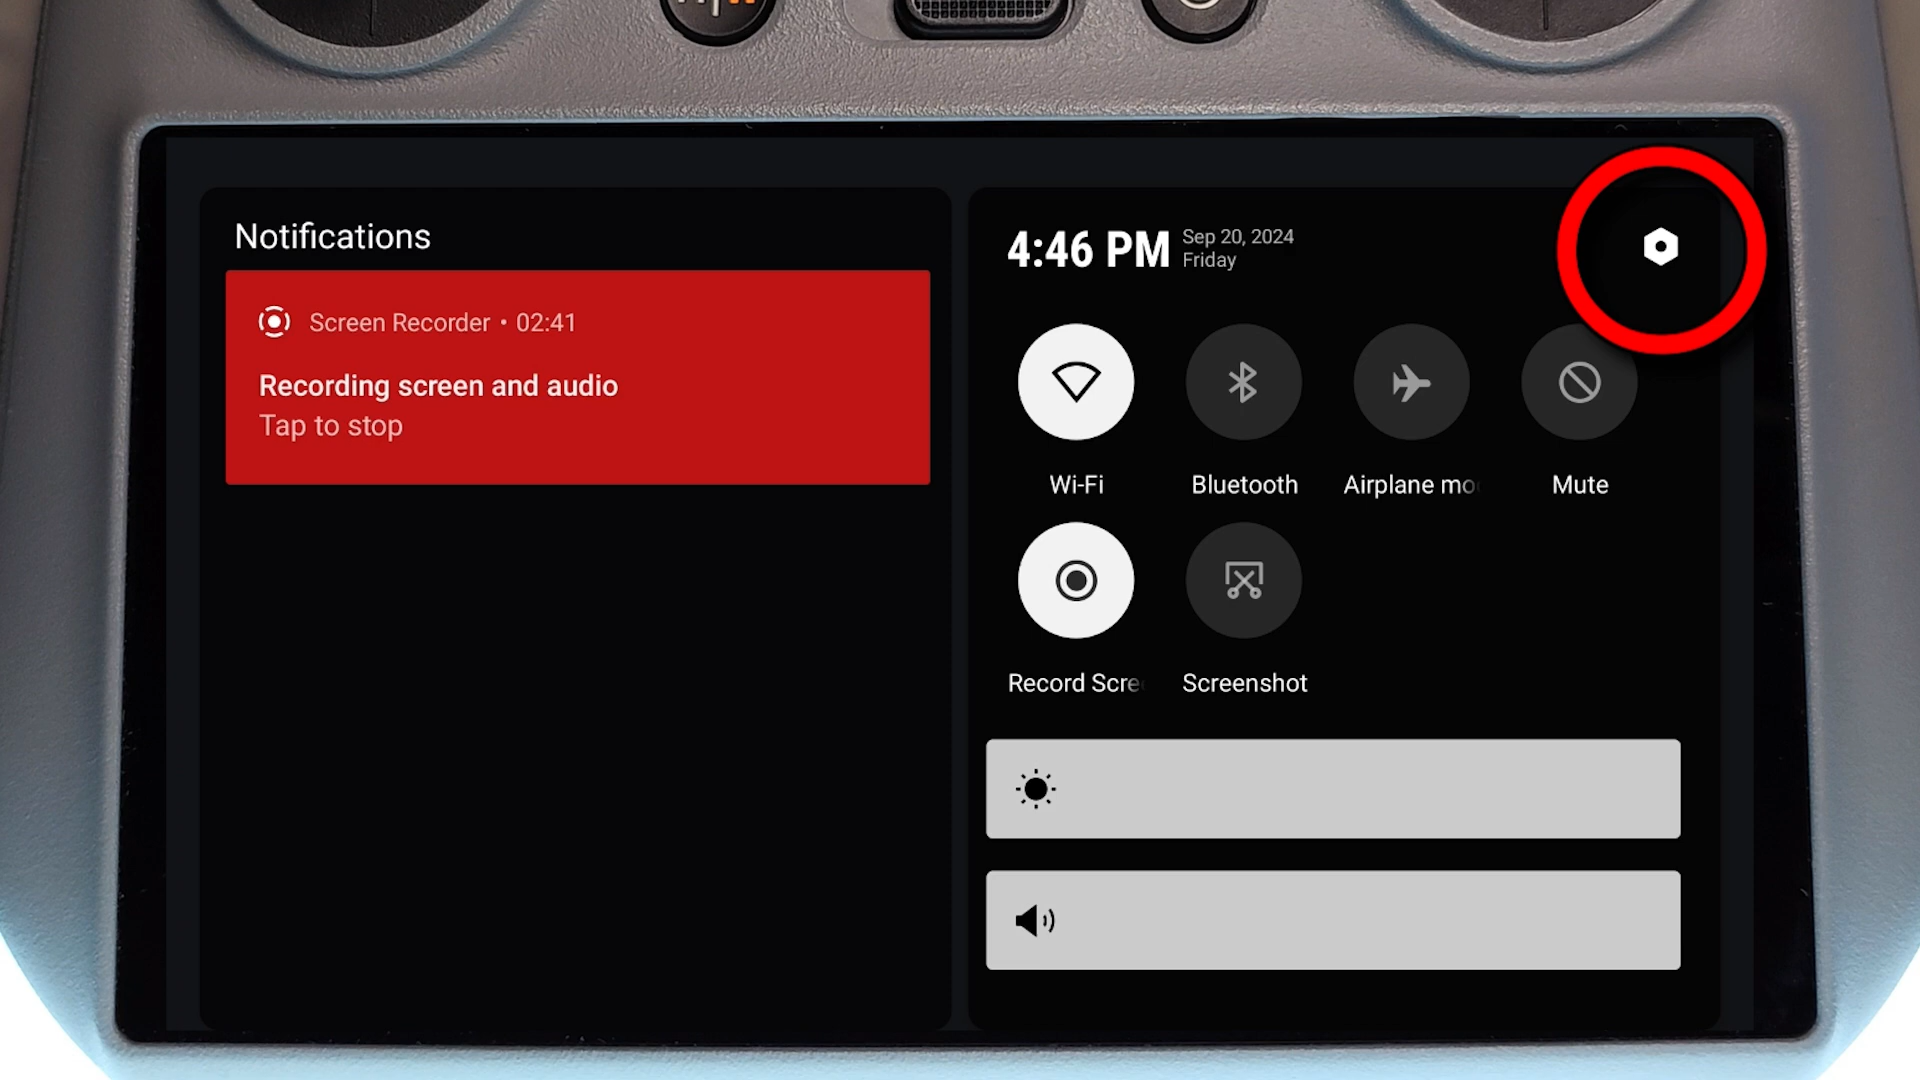 Notifications
Screen Recorder • 02:41
Recording screen and audio
Tap to stop
4:46 PM
Sep 20, 2024
Friday
Wi-Fi
Bluetooth
Airplane mo
Mute
Record Scre
Screenshot